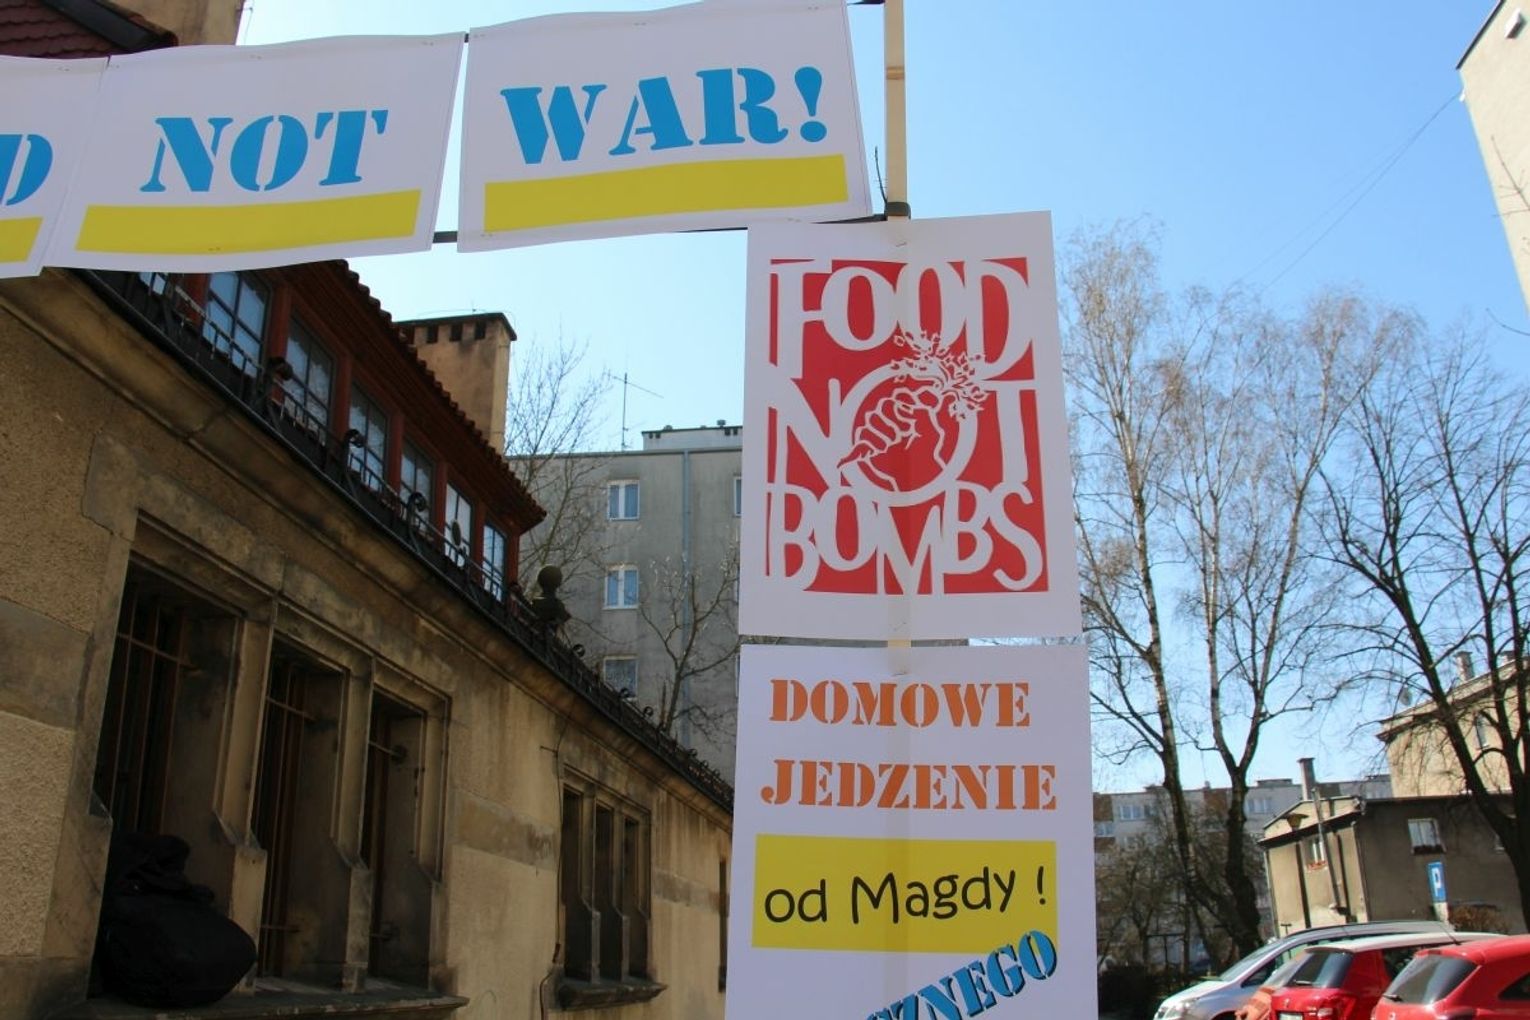 NOT WAR!
FOOD
NOT
BOMBS
DOMOWE
JEDZENIE
od Magdy !